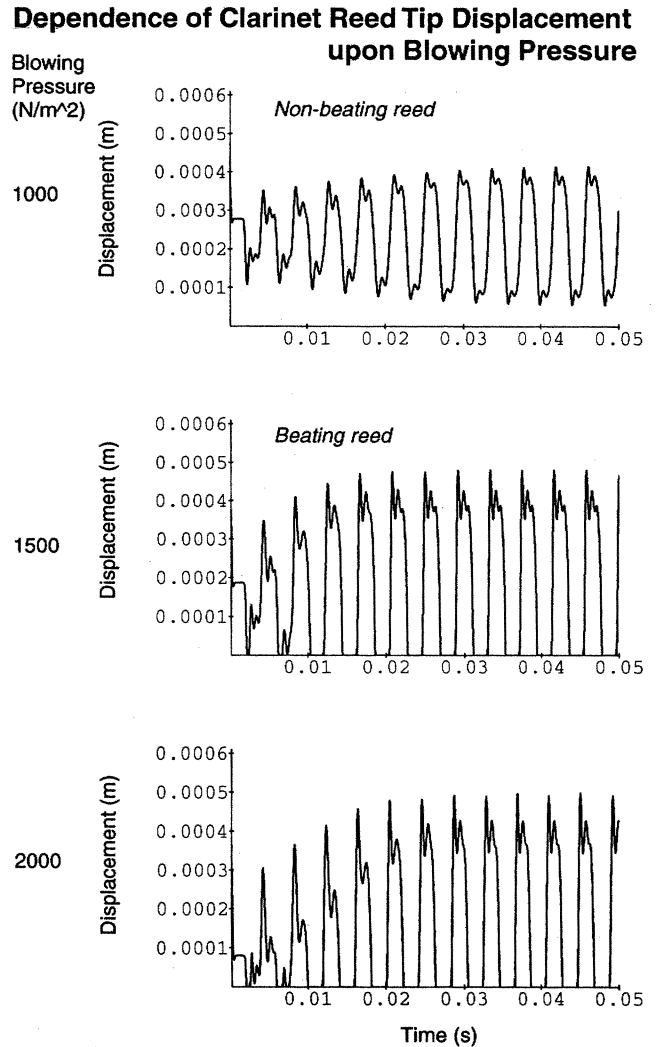 Dependence of Clarinet Reed Tip Displacement
upon Blowing Pressure
Blowing
Pressure
(N/m^2)
1000
Displacement (m)
Non-beating reed
0.0006
0.0005
0.0004
0.0003
0.0002
0.0001
0.01 0.02 0.03 0.04 0.05
1500
Displacement (m)
Beating reed
0.0006
0.0005
0.0004
0.0003
0.0002
0.0001
0.01 0.02 0.03 0.04 0.05
2000
Displacement (m)
0.0006
0.0005
0.0004
0.0003
0.0002
0.0001
0.01 0.02 0.03 0.04 0.05
Time (s)